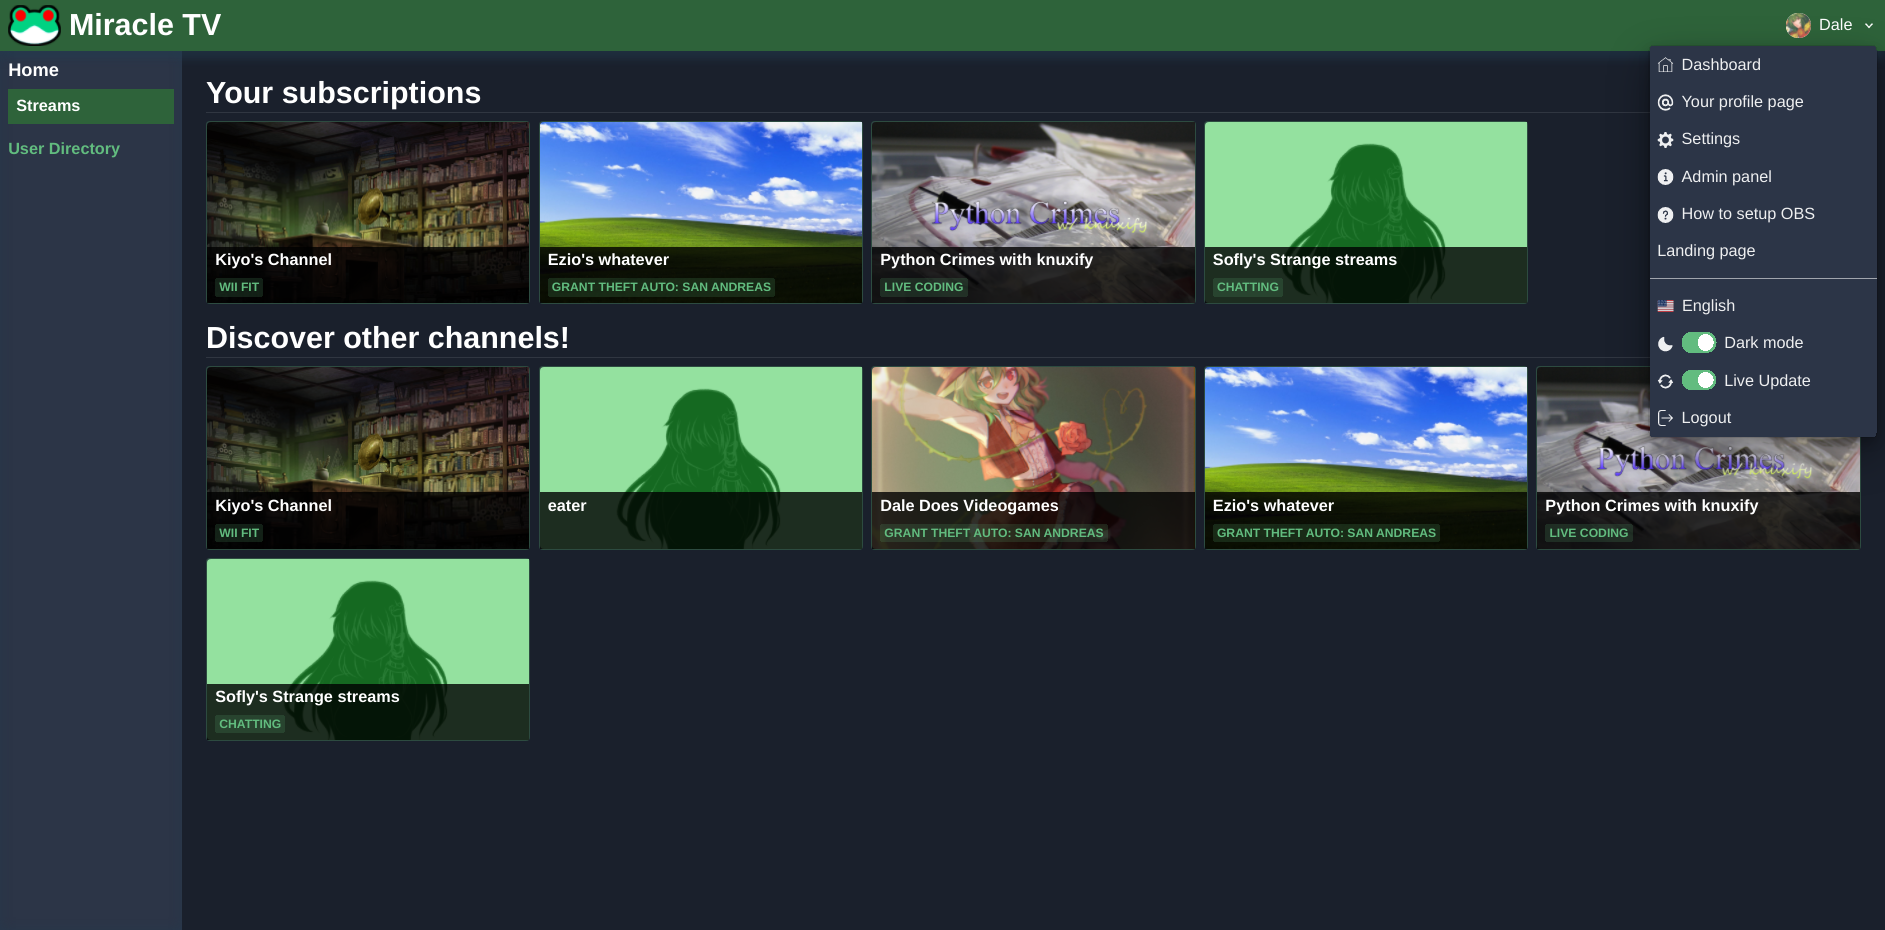 Miracle TV
Dale
Home
Streams
User Directory
Your subscriptions
Python Crimes
w/ knuxify
Kiyo's Channel
WII FIT
Ezio's whatever
GRANT THEFT AUTO: SAN ANDREAS
Python Crimes with knuxify
LIVE CODING
Sofly's Strange streams
CHATTING
Discover other channels!
Python Crimes
w/ knuxify
Kiyo's Channel
WII FIT
eater
Dale Does Videogames
GRANT THEFT AUTO: SAN ANDREAS
Ezio's whatever
GRANT THEFT AUTO: SAN ANDREAS
Python Crimes with knuxify
LIVE CODING
Sofly's Strange streams
CHATTING
Dashboard
Your profile page
Settings
Admin panel
How to setup OBS
Landing page
English
Dark mode
Live Update
Logout